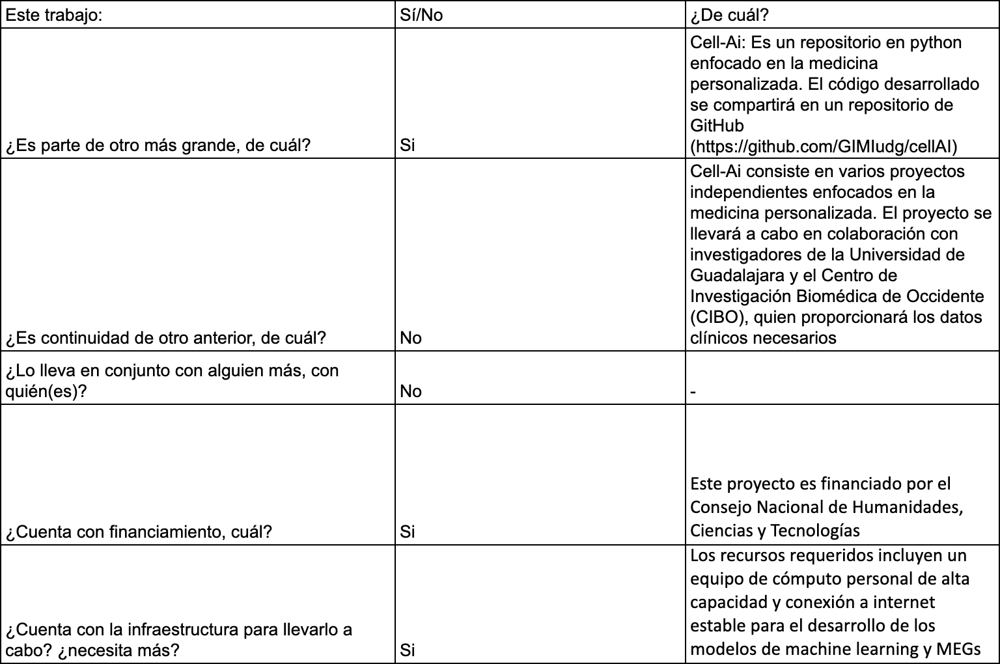 Este trabajo:
Sí/No
¿De cuál?
¿Es parte de otro más grande, de cuál?
Si
Cell-Ai: Es un repositorio en python
enfocado en la medicina
personalizada. El código desarrollado
se compartirá en un repositorio de
GitHub
(https://github.com/GIMIudg/cellAI)
¿Es continuidad de otro anterior, de cuál?
No
Cell-Ai consiste en varios proyectos
independientes enfocados en la
medicina personalizada. El proyecto se
llevará a cabo en colaboración con
investigadores de la Universidad de
Guadalajara y el Centro de
Investigación Biomédica de Occidente
(CIBO), quien proporcionará los datos
clínicos necesarios
¿Lo lleva en conjunto con alguien más, con
quién(es)?
No
-
¿Cuenta con financiamiento, cuál?
Si
Este proyecto es financiado por el
Consejo Nacional de Humanidades,
Ciencias y Tecnologías
¿Cuenta con la infraestructura para llevarlo a
cabo? ¿necesita más?
Si
Los recursos requeridos incluyen un
equipo de cómputo personal de alta
capacidad y conexión a internet
estable para el desarrollo de los
modelos de machine learning y MEGs